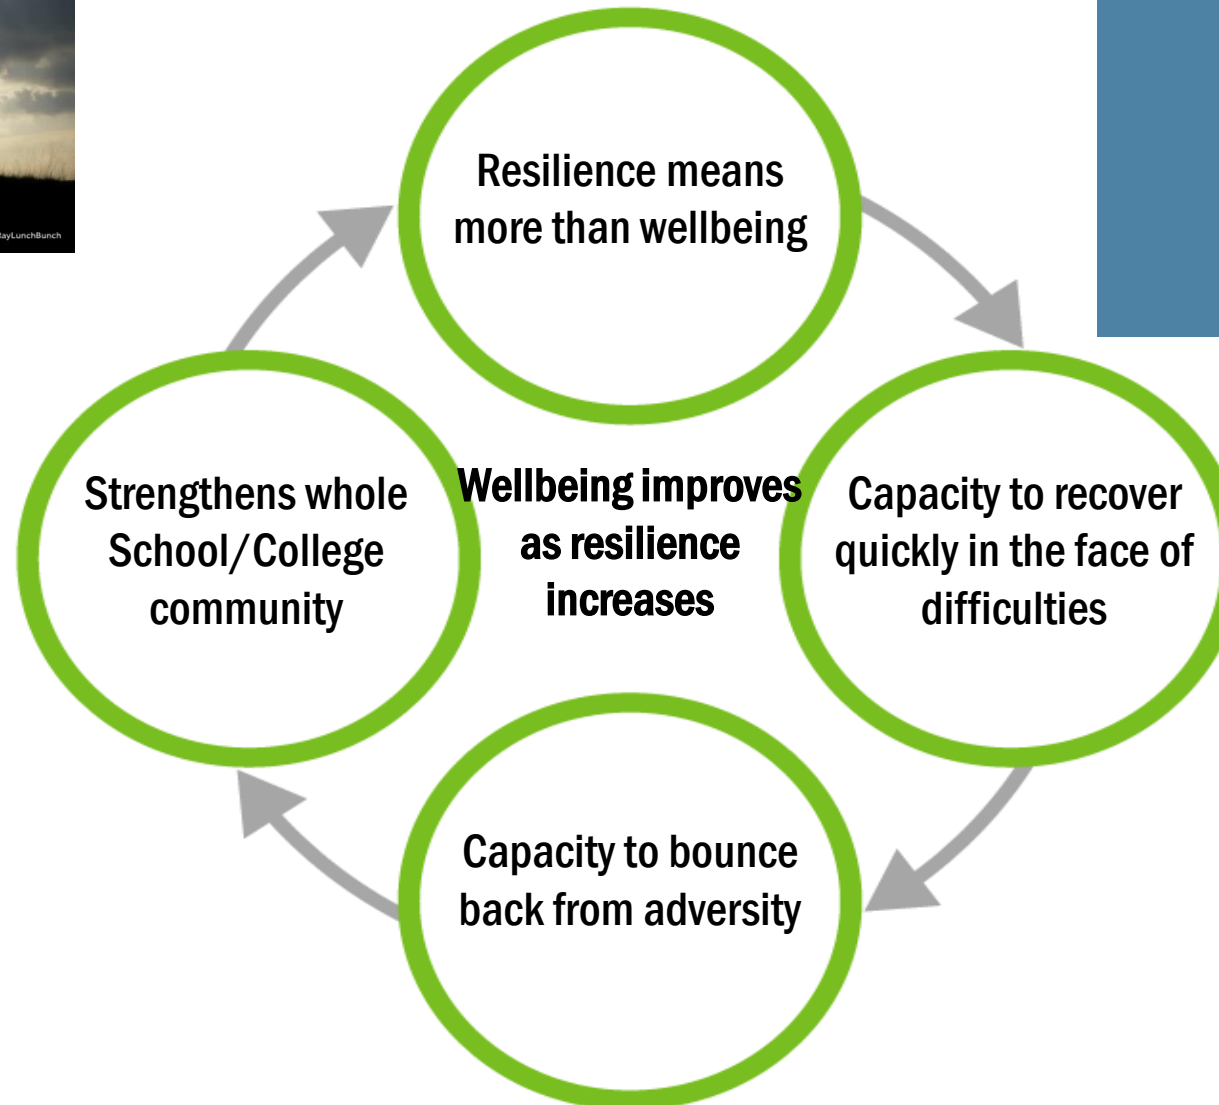 RayLunchBunch
Resilience means
more than wellbeing
Strengthens whole
School/College
community
Wellbeing improves
as resilience
increases
Capacity to recover
quickly in the face of
difficulties
Capacity to bounce
back from adversity